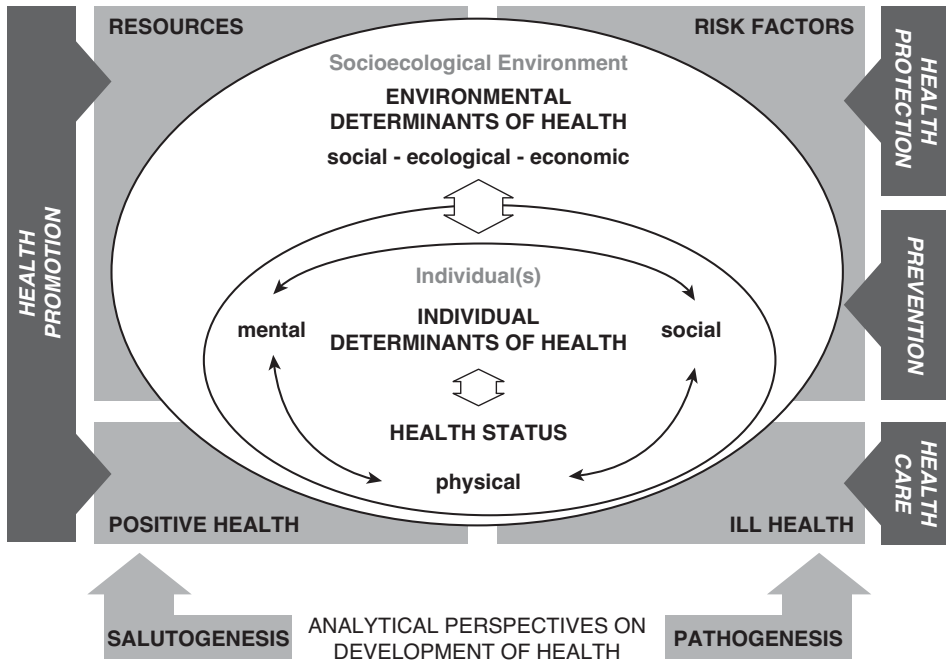 RESOURCES
RISK FACTORS
HEALTH
PROMOTION
HEALTH
PROTECTION
PREVENTION
HEALTH
CARE
Socioecological Environment
ENVIRONMENTAL
DETERMINANTS OF HEALTH
social - ecological - economic
Individual(s)
mental
INDIVIDUAL
DETERMINANTS OF HEALTH
social
HEALTH STATUS
physical
POSITIVE HEALTH
ILL HEALTH
SALUTOGENESIS
ANALYTICAL PERSPECTIVES ON
DEVELOPMENT OF HEALTH
PATHOGENESIS